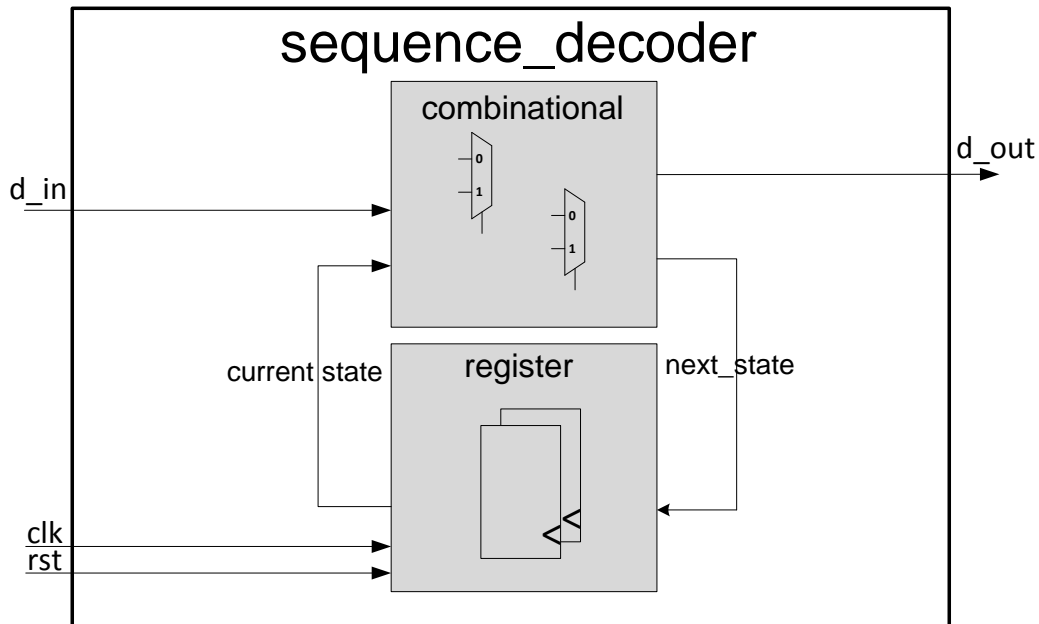 sequence_decoder
combinational
0
1
0
1
d_in
d_out
current state
register
next_state
clk
rst